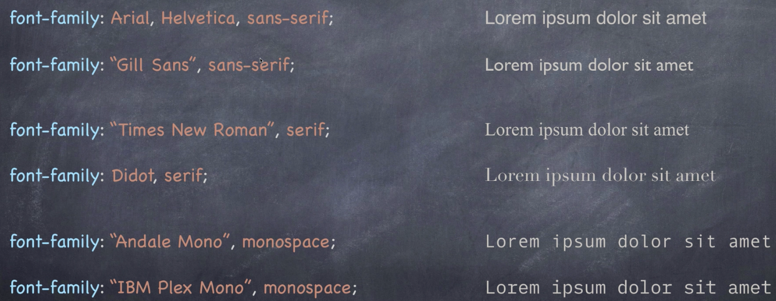 font-family: Arial, Helvetica, sans-serif; Lorem ipsum dolor sit amet
font-family: “Gill Sans”, sans-serif; Lorem ipsum dolor sit amet
font-family: “Times New Roman”, serif; Lorem ipsum dolor sit amet
font-family: Didot, serif; Lorem ipsum dolor sit amet
font-family: “Andale Mono”, monospace; Lorem ipsum dolor sit amet
font-family: “IBM Plex Mono”, monospace; Lorem ipsum dolor sit amet